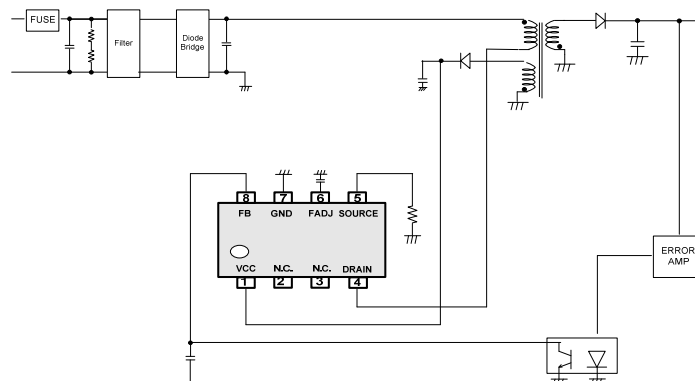 FUSE
Filter
Diode
Bridge
8 7 6 5
FB GND FADJ SOURCE
VCC N.C. N.C. DRAIN
1 2 3 4
ERROR
AMP